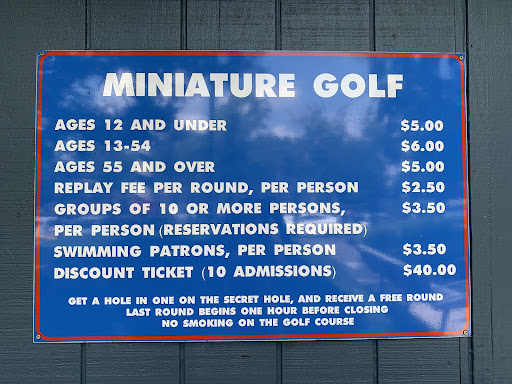 MINIATURE GOLF
AGES 12 AND UNDER $5.00
AGES 13-54 $6.00
AGES 55 AND OVER $5.00
REPLAY FEE PER ROUND, PER PERSON $2.50
GROUPS OF 10 OR MORE PERSONS, $3.50
PER PERSON (RESERVATIONS REQUIRED)
SWIMMING PATRONS, PER PERSON $3.50
DISCOUNT TICKET (10 ADMISSIONS) $40.00
GET A HOLE IN ONE ON THE SECRET HOLE, AND RECEIVE A FREE ROUND
LAST ROUND BEGINS ONE HOUR BEFORE CLOSING
NO SMOKING ON THE GOLF COURSE